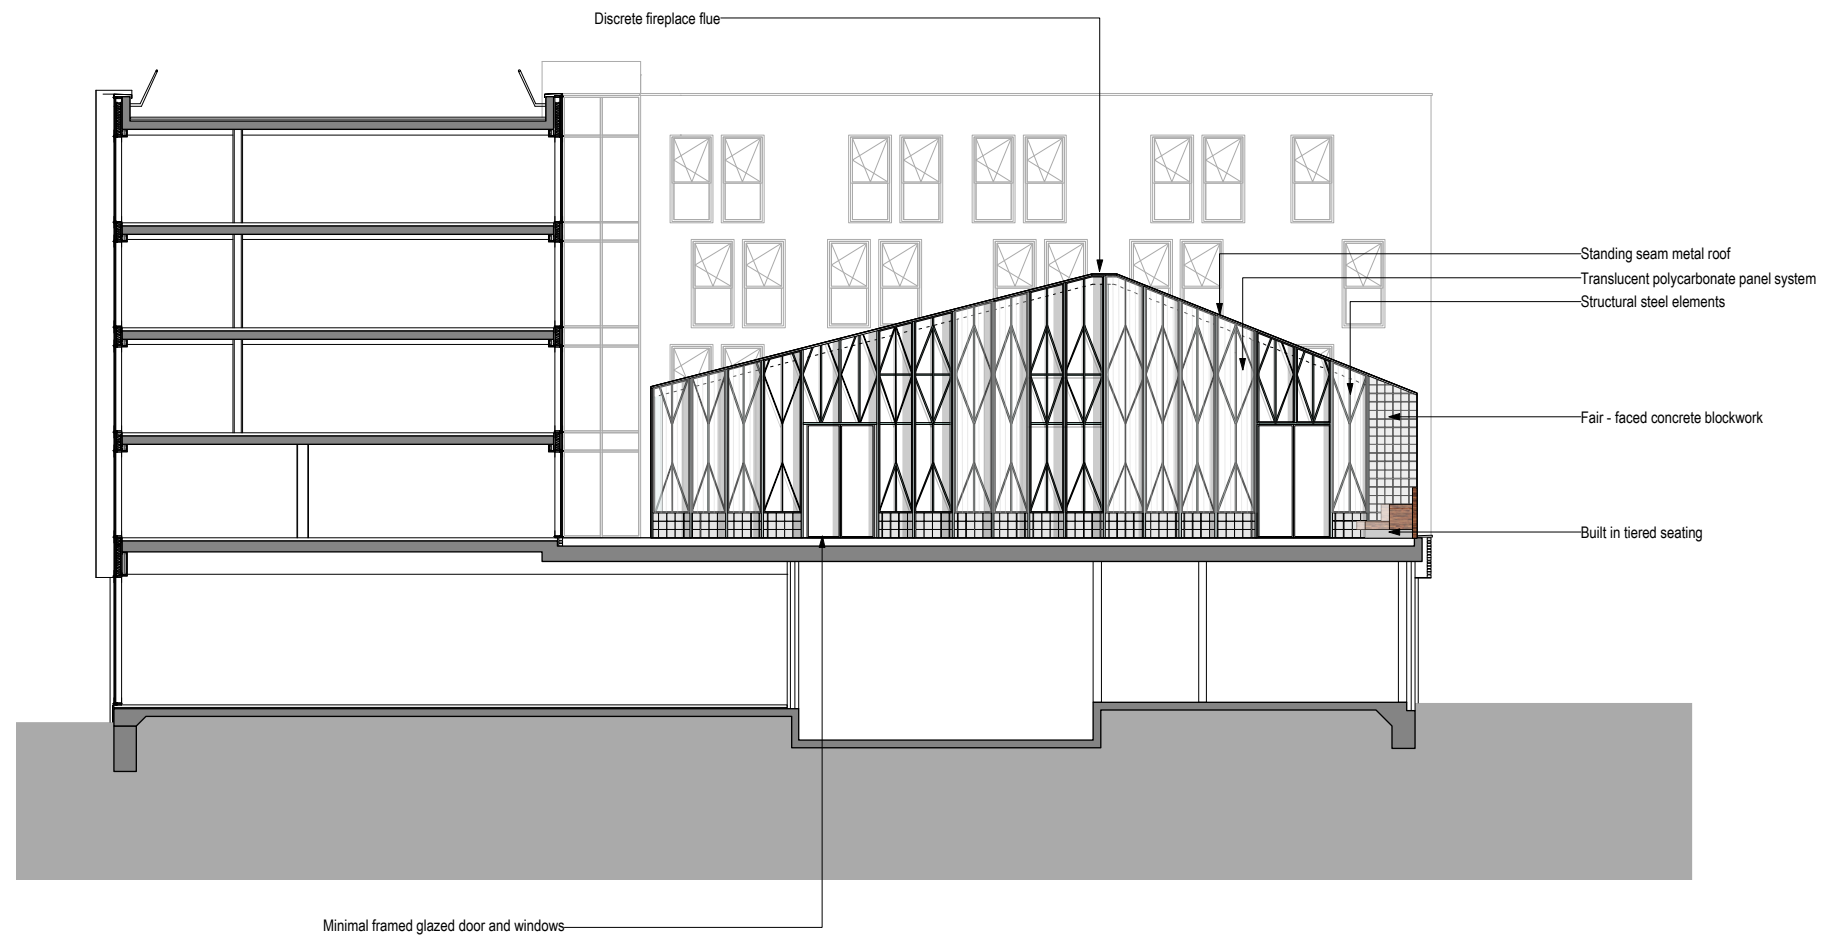 Discrete fireplace flue
Standing seam metal roof
Translucent polycarbonate panel system
Structural steel elements
Fair - faced concrete blockwork
Built in tiered seating
Minimal framed glazed door and windows